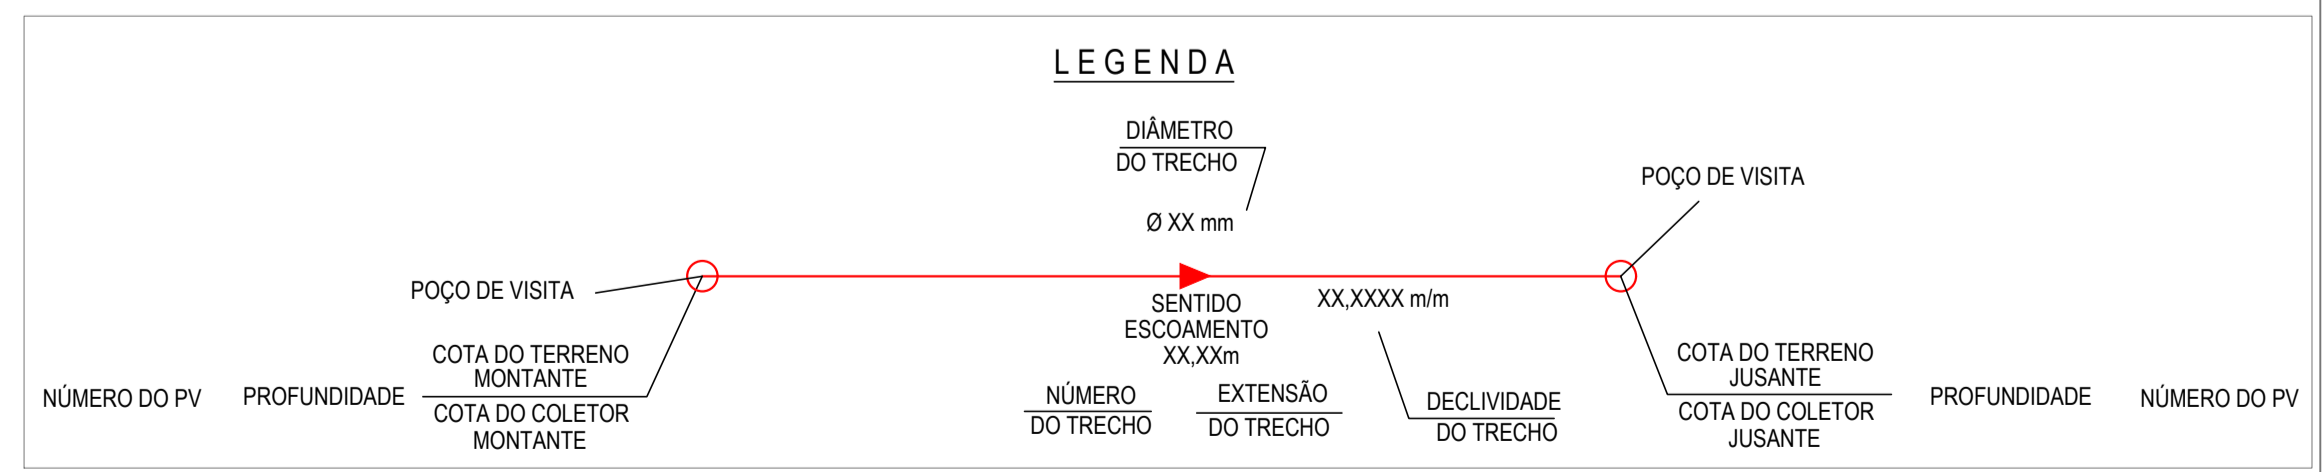 L E G E N D A
DIÂMETRO
DO TRECHO
Ø XX mm
POÇO DE VISITA
POÇO DE VISITA
SENTIDO
ESCOAMENTO
XX,XXm
XX,XXXX m/m
NÚMERO DO PV
PROFUNDIDADE
COTA DO TERRENO
MONTANTE
COTA DO COLETOR
MONTANTE
NÚMERO
DO TRECHO
EXTENSÃO
DO TRECHO
DECLIVIDADE
DO TRECHO
COTA DO TERRENO
JUSANTE
COTA DO COLETOR
JUSANTE
PROFUNDIDADE
NÚMERO DO PV